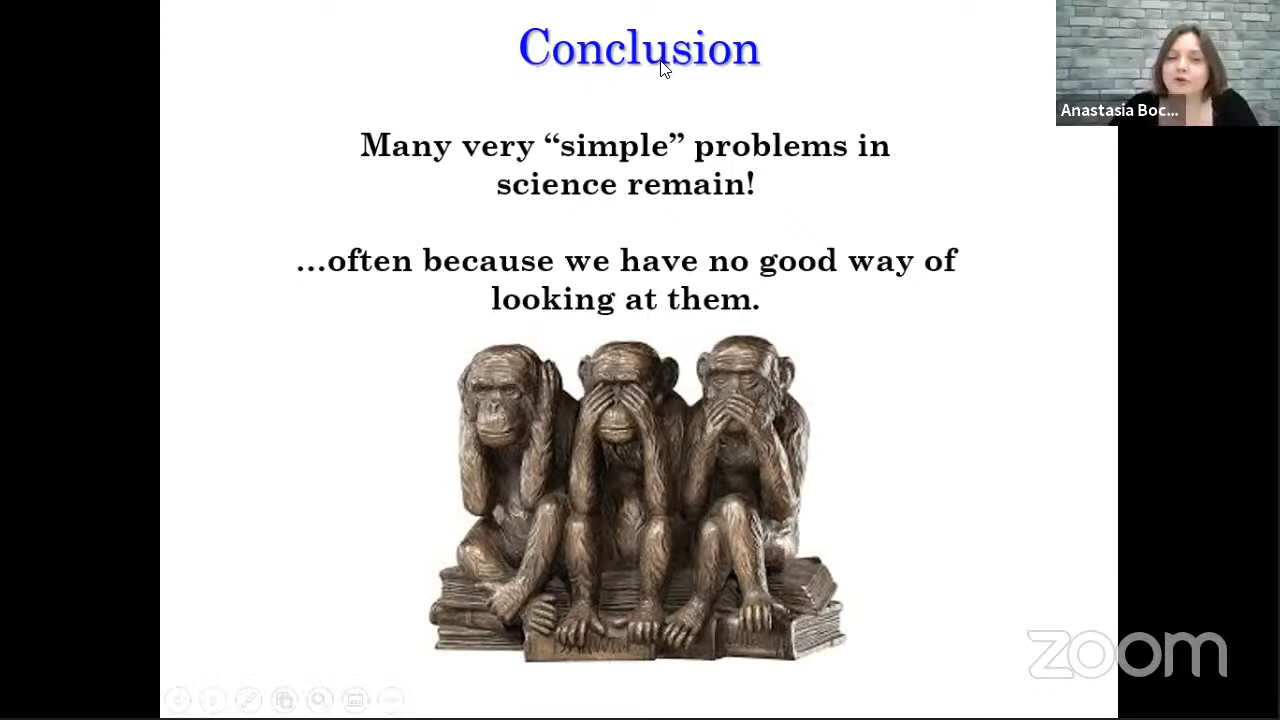 Conclusion
Anastasia Boc...
Many very “simple” problems in
science remain!
...often because we have no good way of
looking at them.
zoom